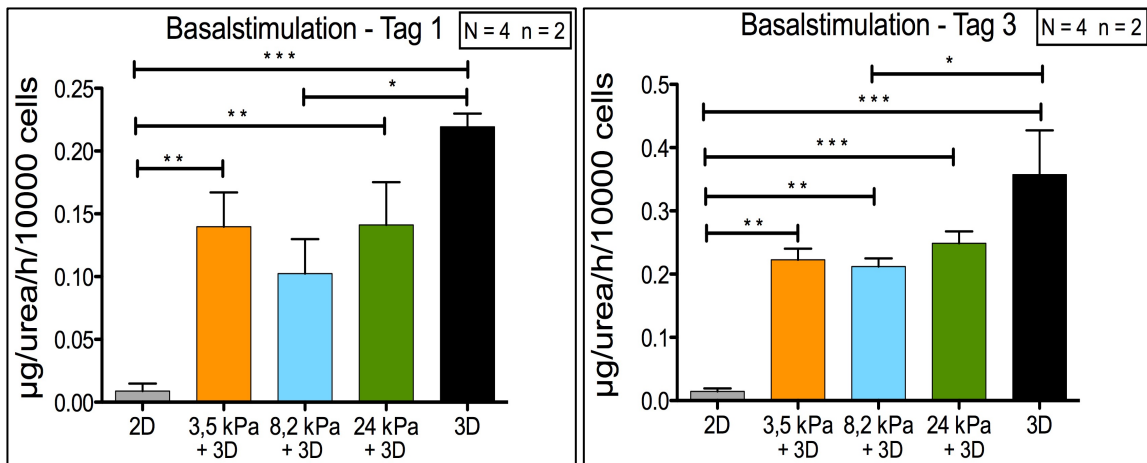 Basalstimulation - Tag 1
N = 4 n = 2
µg/urea/h/10000 cells
0.25
0.20
0.15
0.10
0.05
0.00
***
*
**
**
2D
3,5 kPa + 3D
8,2 kPa + 3D
24 kPa + 3D
3D
Basalstimulation - Tag 3
N = 4 n = 2
µg/urea/h/10000 cells
0.5
0.4
0.3
0.2
0.1
0.0
*
***
***
**
**
2D
3,5 kPa + 3D
8,2 kPa + 3D
24 kPa + 3D
3D